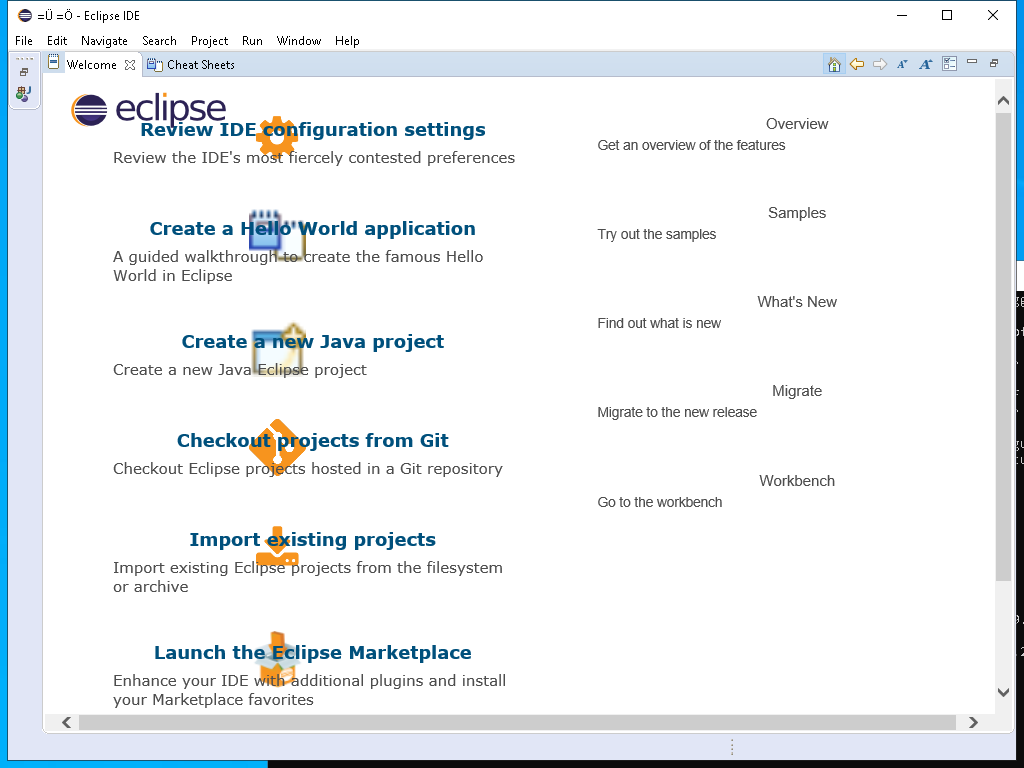 =Ü =Ö - Eclipse IDE
File Edit Navigate Search Project Run Window Help
Welcome Cheat Sheets
eclipse
Review IDE configuration settings
Review the IDE's most fiercely contested preferences
Create a Hello World application
A guided walkthrough to create the famous Hello
World in Eclipse
Create a new Java project
Create a new Java Eclipse project
Checkout projects from Git
Checkout Eclipse projects hosted in a Git repository
Import existing projects
Import existing Eclipse projects from the filesystem
or archive
Launch the Eclipse Marketplace
Enhance your IDE with additional plugins and install
your Marketplace favorites
Overview
Get an overview of the features
Samples
Try out the samples
What's New
Find out what is new
Migrate
Migrate to the new release
Workbench
Go to the workbench